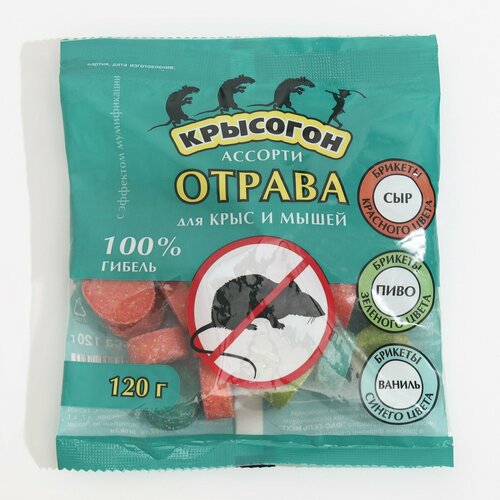 партия, дата изготовления:
КРЫСОГОН
АССОРТИ
ОТРАВА
для КРЫС и МЫШЕЙ
с эффектом мумификации
100%
ГИБЕЛЬ
БРИКЕТЫ
СЫР
КРАСНОГО ЦВЕТА
БРИКЕТЫ
ПИВО
ЗЕЛЕНОГО ЦВЕТА
БРИКЕТЫ
ВАНИЛЬ
СИНЕГО ЦВЕТА
120 г